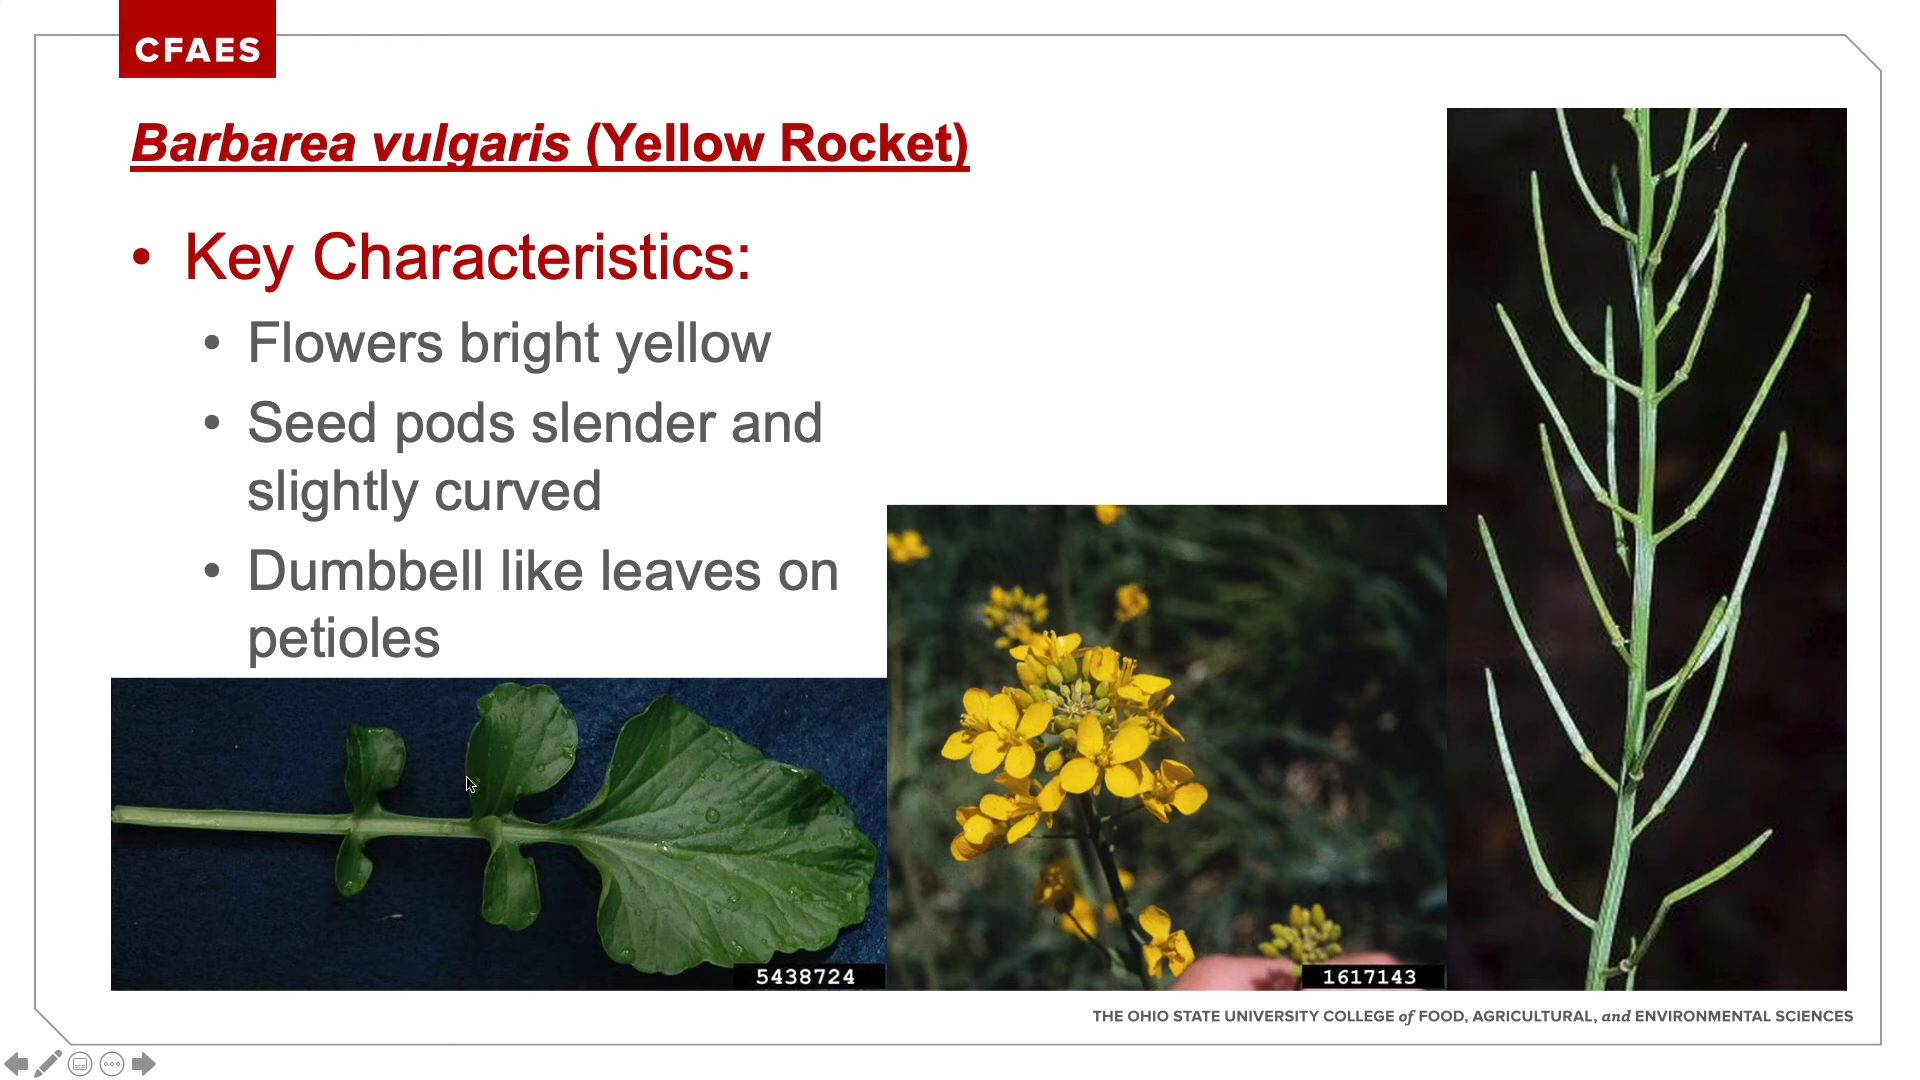 CFAES
Barbarea vulgaris (Yellow Rocket)
• Key Characteristics:
• Flowers bright yellow
• Seed pods slender and
slightly curved
• Dumbbell like leaves on
petioles
5438724
1617143
THE OHIO STATE UNIVERSITY COLLEGE of FOOD, AGRICULTURAL, and ENVIRONMENTAL SCIENCES